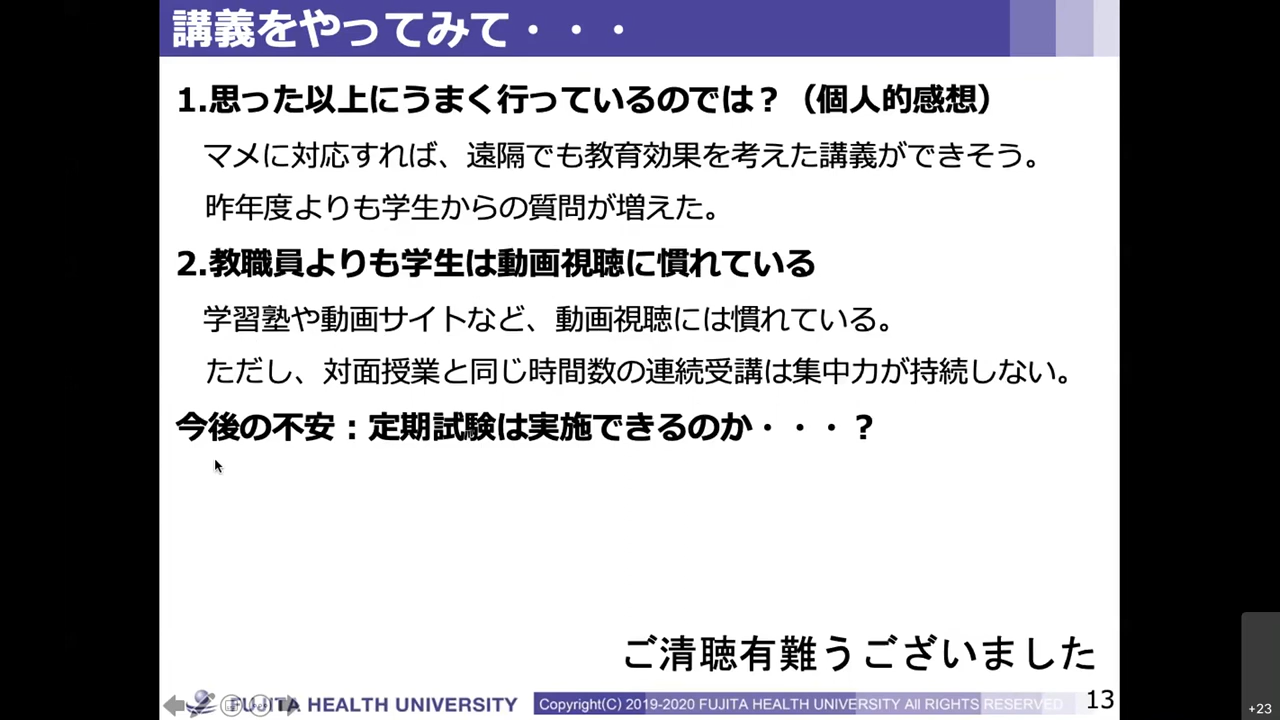 講義をやってみて・・・
1.思った以上にうまく行っているのでは？（個人的感想）
マメに対応すれば、遠隔でも教育効果を考えた講義ができそう。
昨年度よりも学生からの質問が増えた。
2.教職員よりも学生は動画視聴に慣れている
学習塾や動画サイトなど、動画視聴には慣れている。
ただし、対面授業と同じ時間数の連続受講は集中力が持続しない。
今後の不安：定期試験は実施できるのか・・・？
ご清聴有難うございました
FUJITA HEALTH UNIVERSITY
Copyright(C) 2019-2020 FUJITA HEALTH UNIVERSITY All RIGHTS RESERVED
13
+23